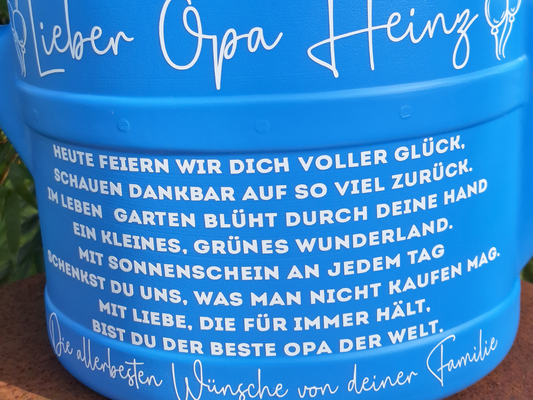 Lieber Opa Heinz
HEUTE FEIERN WIR DICH VOLLER GLÜCK,
SCHAUEN DANKBAR AUF SO VIEL ZURÜCK.
IM LEBEN GARTEN BLÜHT DURCH DEINE HAND
EIN KLEINES, GRÜNES WUNDERLAND.
MIT SONNENSCHEIN AN JEDEM TAG
SCHENKST DU UNS, WAS MAN NICHT KAUFEN MAG.
MIT LIEBE, DIE FÜR IMMER HÄLT,
BIST DU DER BESTE OPA DER WELT.
Die allerbesten Wünsche von deiner Familie